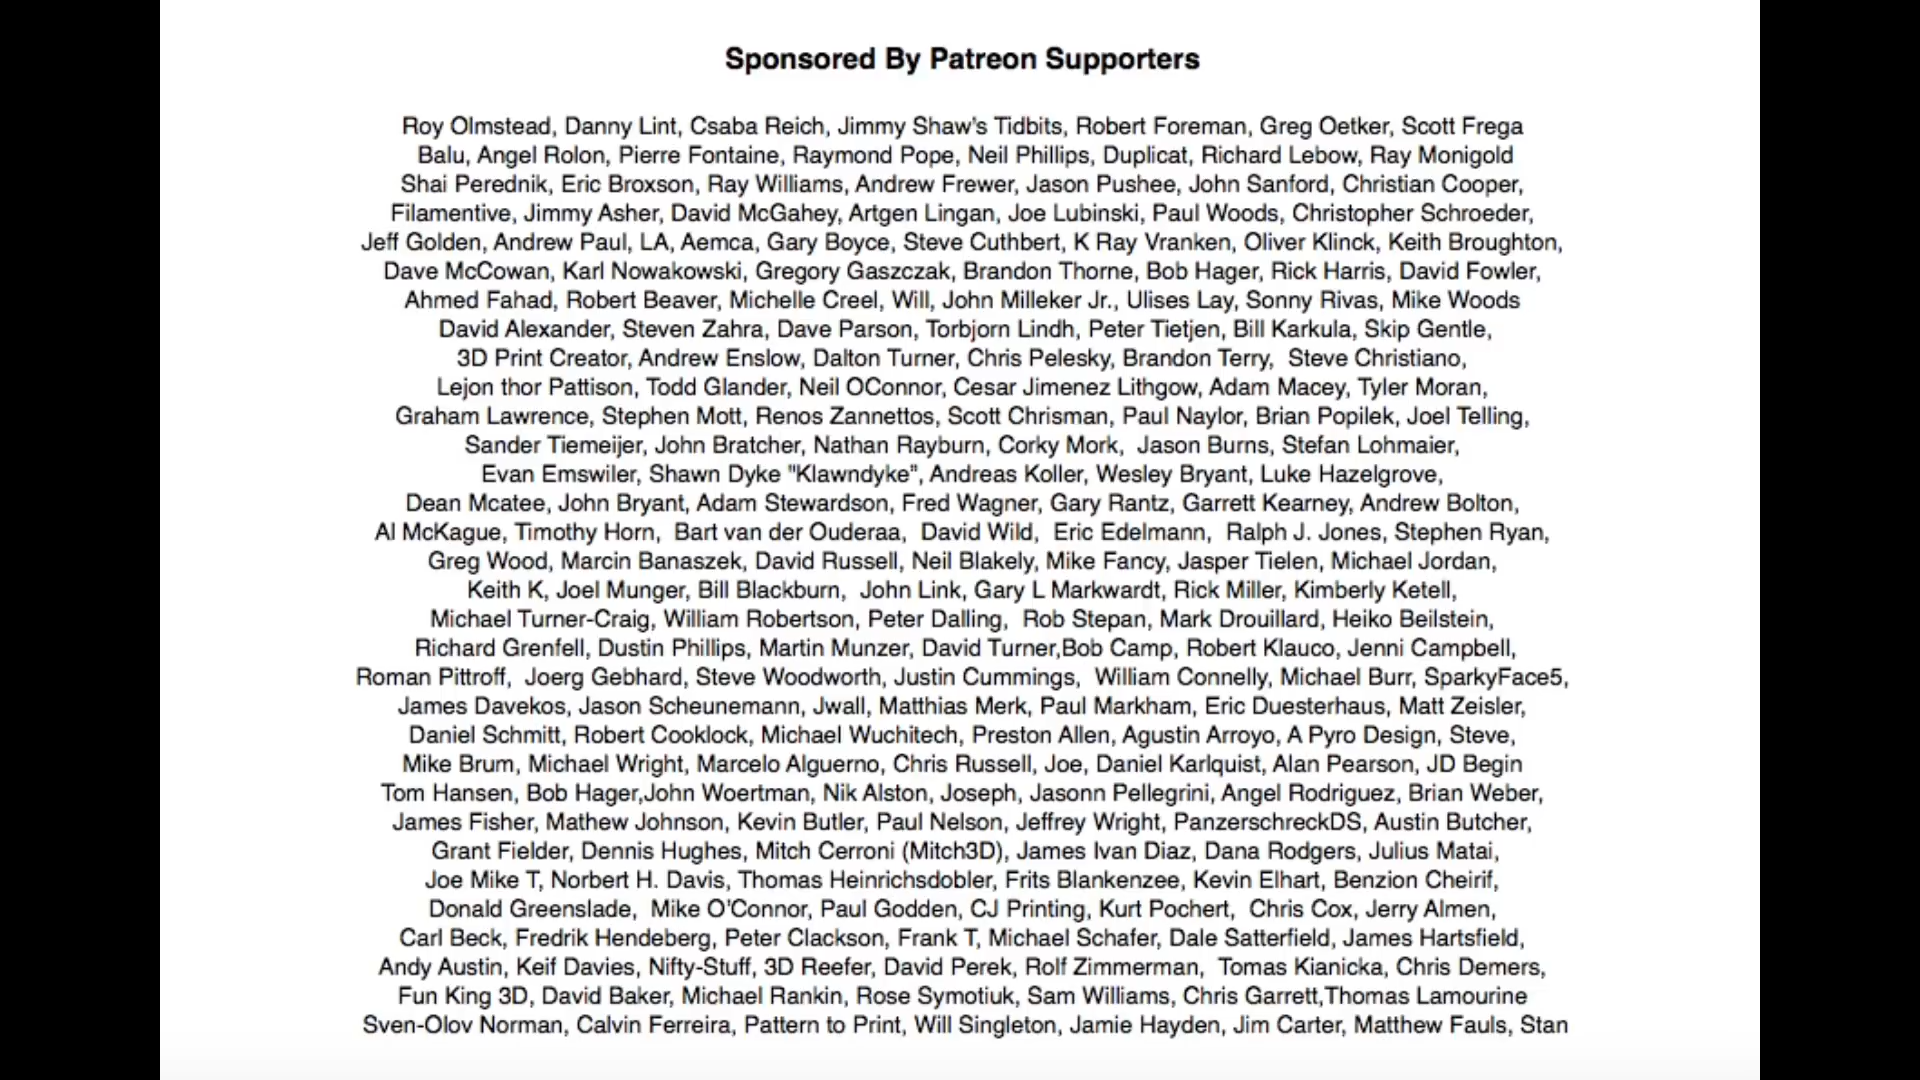 Sponsored By Patreon Supporters
Roy Olmstead, Danny Lint, Csaba Reich, Jimmy Shaw's Tidbits, Robert Foreman, Greg Oetker, Scott Frega
Balu, Angel Rolon, Pierre Fontaine, Raymond Pope, Neil Phillips, Duplicat, Richard Lebow, Ray Monigold
Shai Perednik, Eric Broxson, Ray Williams, Andrew Frewer, Jason Pushee, John Sanford, Christian Cooper,
Filamentive, Jimmy Asher, David McGahey, Artgen Lingan, Joe Lubinski, Paul Woods, Christopher Schroeder,
Jeff Golden, Andrew Paul, LA, Aemca, Gary Boyce, Steve Cuthbert, K Ray Vranken, Oliver Klinck, Keith Broughton,
Dave McCowan, Karl Nowakowski, Gregory Gaszczak, Brandon Thorne, Bob Hager, Rick Harris, David Fowler,
Ahmed Fahad, Robert Beaver, Michelle Creel, Will, John Milleker Jr., Ulises Lay, Sonny Rivas, Mike Woods
David Alexander, Steven Zahra, Dave Parson, Torbjorn Lindh, Peter Tietjen, Bill Karkula, Skip Gentle,
3D Print Creator, Andrew Enslow, Dalton Turner, Chris Pelesky, Brandon Terry,  Steve Christiano,
Lejon thor Pattison, Todd Glander, Neil OConnor, Cesar Jimenez Lithgow, Adam Macey, Tyler Moran,
Graham Lawrence, Stephen Mott, Renos Zannettos, Scott Chrisman, Paul Naylor, Brian Popilek, Joel Telling,
Sander Tiemeijer, John Bratcher, Nathan Rayburn, Corky Mork,  Jason Burns, Stefan Lohmaier,
Evan Emswiler, Shawn Dyke "Klawndyke", Andreas Koller, Wesley Bryant, Luke Hazelgrove,
Dean Mcatee, John Bryant, Adam Stewardson, Fred Wagner, Gary Rantz, Garrett Kearney, Andrew Bolton,
Al McKague, Timothy Horn,  Bart van der Ouderaa,  David Wild,  Eric Edelmann,  Ralph J. Jones, Stephen Ryan,
Greg Wood, Marcin Banaszek, David Russell, Neil Blakely, Mike Fancy, Jasper Tielen, Michael Jordan,
Keith K, Joel Munger, Bill Blackburn,  John Link, Gary L Markwardt, Rick Miller, Kimberly Ketell,
Michael Turner-Craig, William Robertson, Peter Dalling,  Rob Stepan, Mark Drouillard, Heiko Beilstein,
Richard Grenfell, Dustin Phillips, Martin Munzer, David Turner,Bob Camp, Robert Klauco, Jenni Campbell,
Roman Pittroff,  Joerg Gebhard, Steve Woodworth, Justin Cummings,  William Connelly, Michael Burr, SparkyFace5,
James Davekos, Jason Scheunemann, Jwall, Matthias Merk, Paul Markham, Eric Duesterhaus, Matt Zeisler,
Daniel Schmitt, Robert Cooklock, Michael Wuchitech, Preston Allen, Agustin Arroyo, A Pyro Design, Steve,
Mike Brum, Michael Wright, Marcelo Alguerno, Chris Russell, Joe, Daniel Karlquist, Alan Pearson, JD Begin
Tom Hansen, Bob Hager,John Woertman, Nik Alston, Joseph, Jasonn Pellegrini, Angel Rodriguez, Brian Weber,
James Fisher, Mathew Johnson, Kevin Butler, Paul Nelson, Jeffrey Wright, PanzerschreckDS, Austin Butcher,
Grant Fielder, Dennis Hughes, Mitch Cerroni (Mitch3D), James Ivan Diaz, Dana Rodgers, Julius Matai,
Joe Mike T, Norbert H. Davis, Thomas Heinrichsdobler, Frits Blankenzee, Kevin Elhart, Benzion Cheirif,
Donald Greenslade,  Mike O'Connor, Paul Godden, CJ Printing, Kurt Pochert,  Chris Cox, Jerry Almen,
Carl Beck, Fredrik Hendeberg, Peter Clackson, Frank T, Michael Schafer, Dale Satterfield, James Hartsfield,
Andy Austin, Keif Davies, Nifty-Stuff, 3D Reefer, David Perek, Rolf Zimmerman,  Tomas Kianicka, Chris Demers,
Fun King 3D, David Baker, Michael Rankin, Rose Symotiuk, Sam Williams, Chris Garrett,Thomas Lamourine
Sven-Olov Norman, Calvin Ferreira, Pattern to Print, Will Singleton, Jamie Hayden, Jim Carter, Matthew Fauls, Stan